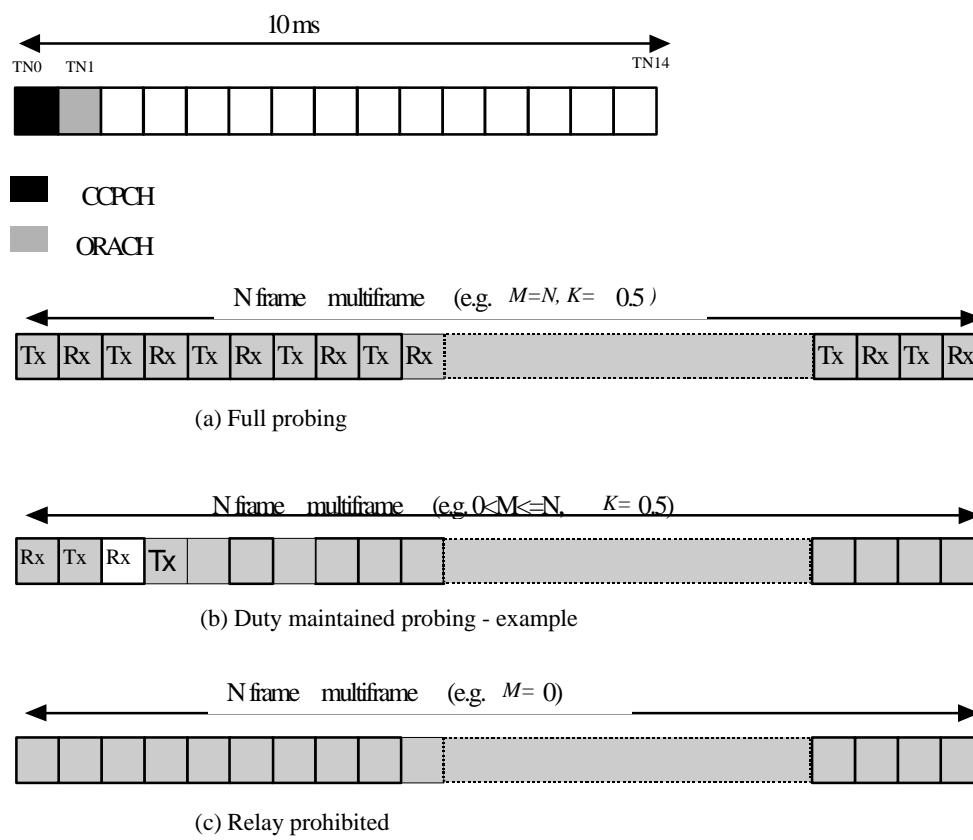 10 ms
TN0 TN1 TN14
CCPCH
ORACH
N frame multiframe (e.g. M=N, K= 0.5 )
Tx Rx Tx Rx Tx Rx Tx Rx Tx Rx Tx Rx Tx Rx
(a) Full probing
N frame multiframe (e.g. 0<M<=N, K= 0.5)
Rx Tx Rx Tx
(b) Duty maintained probing - example
N frame multiframe (e.g. M= 0)
(c) Relay prohibited